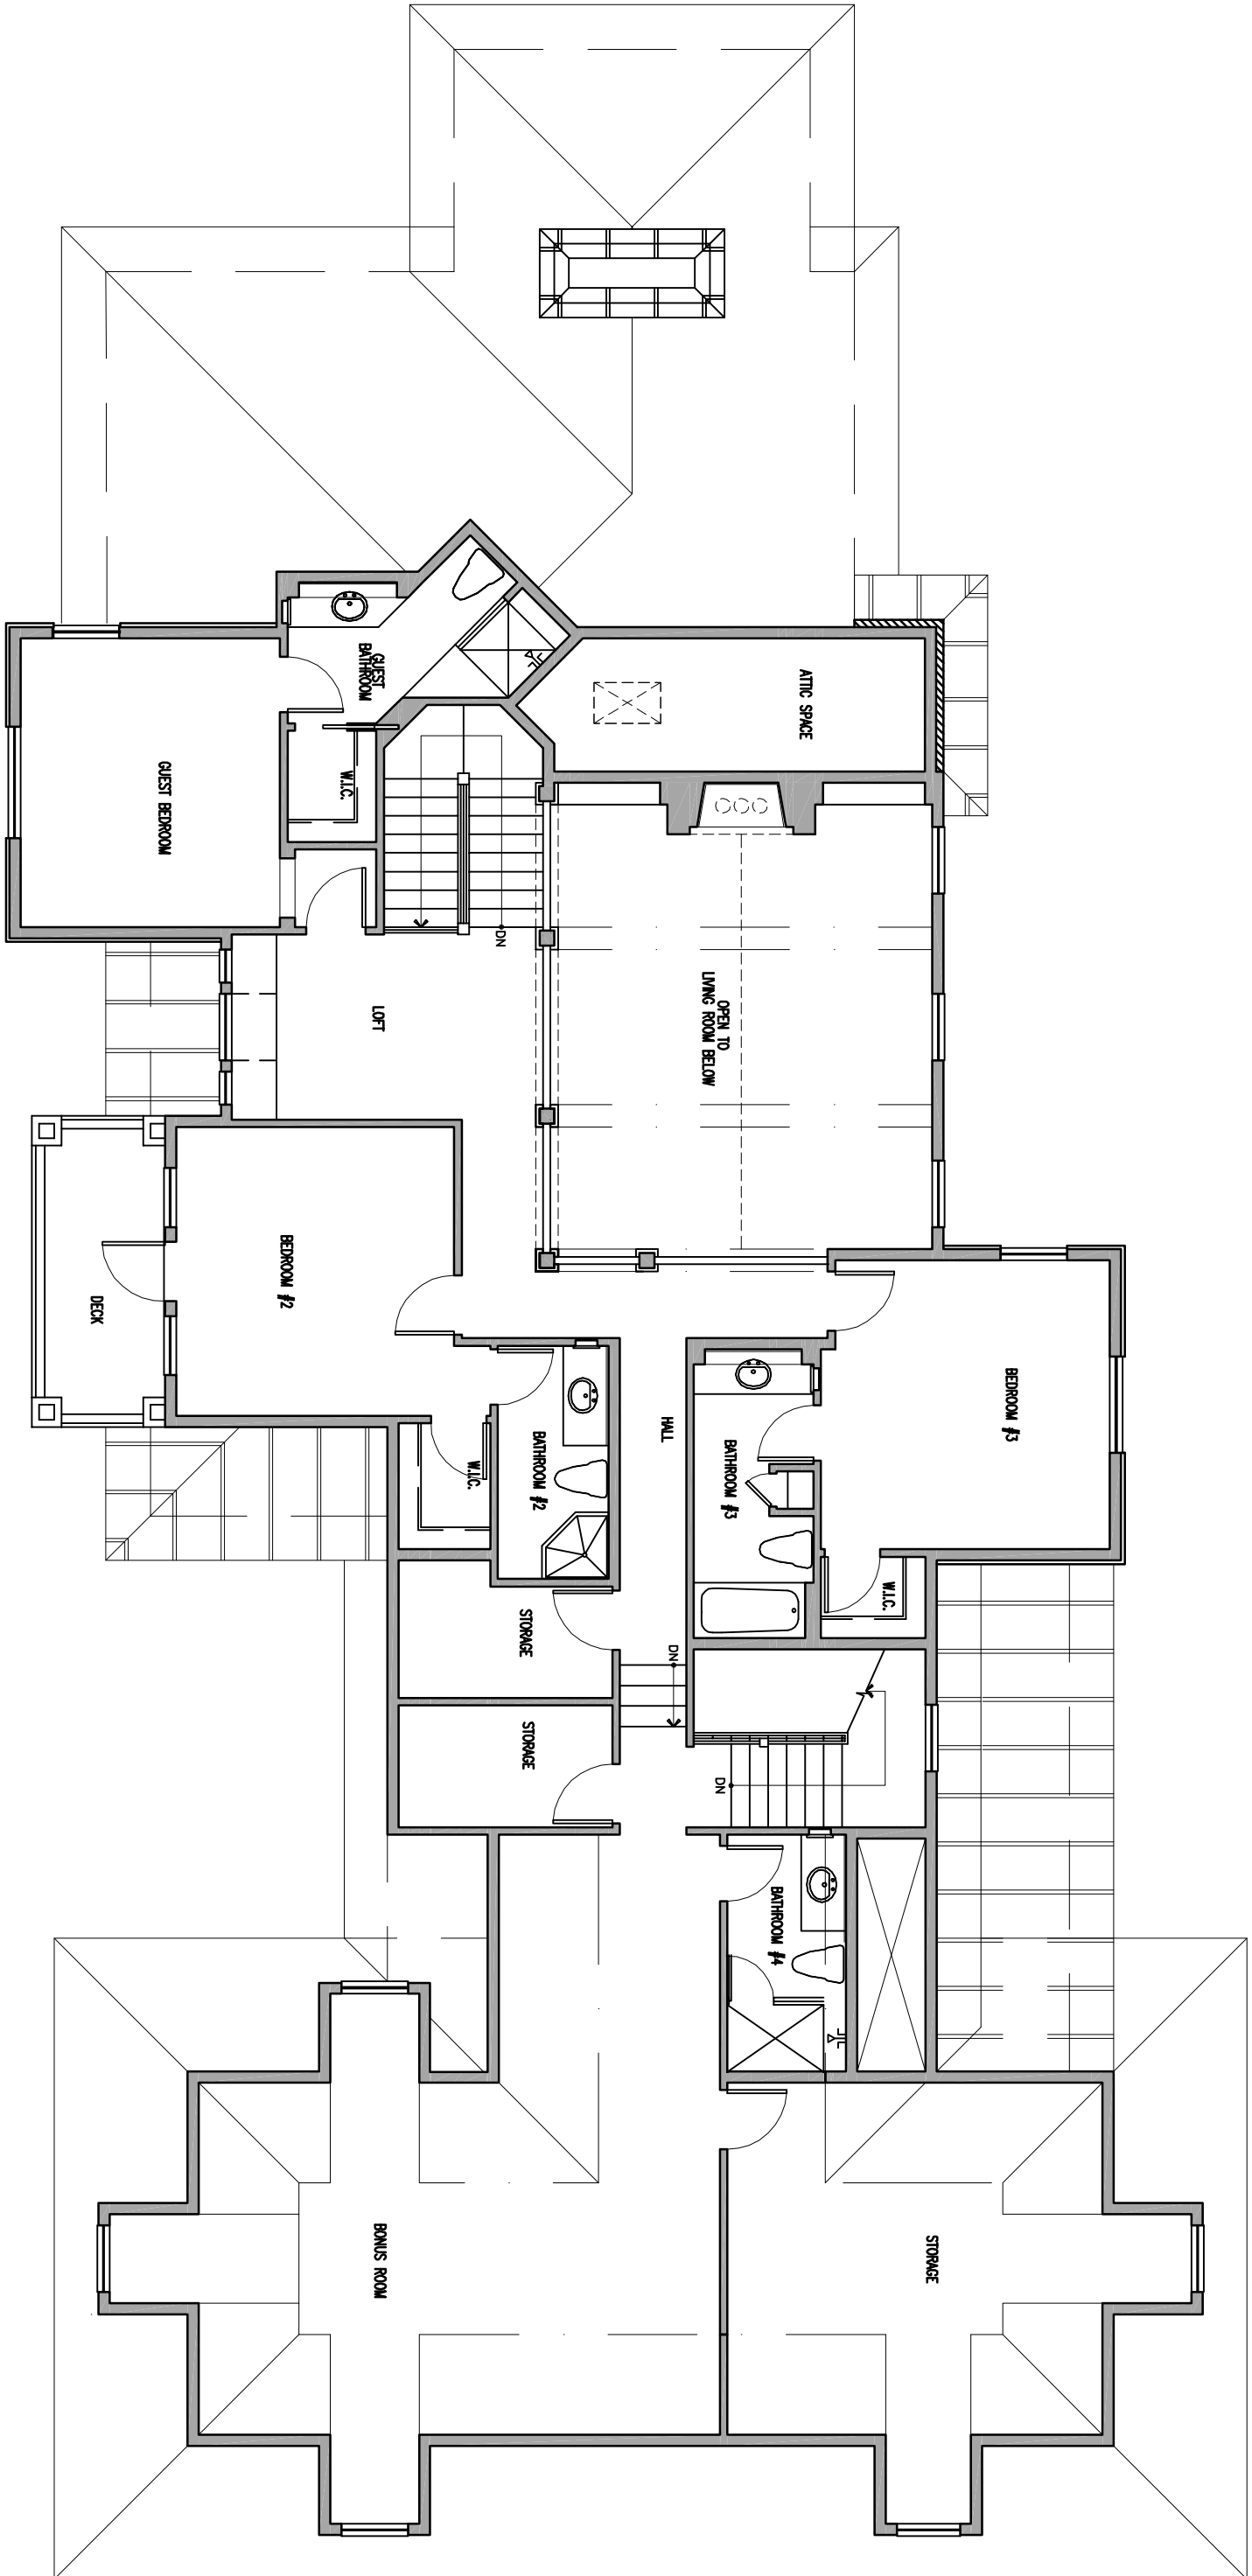 ATTIC SPACE
GUEST
BATHROOM
W.I.C.
GUEST BEDROOM
DN
LOFT
OPEN TO
LIVING ROOM BELOW
BEDROOM #2
DECK
BEDROOM #3
HALL
BATHROOM #3
BATHROOM #2
W.I.C.
W.I.C.
STORAGE
DN
STORAGE
DN
BATHROOM #4
BONUS ROOM
STORAGE